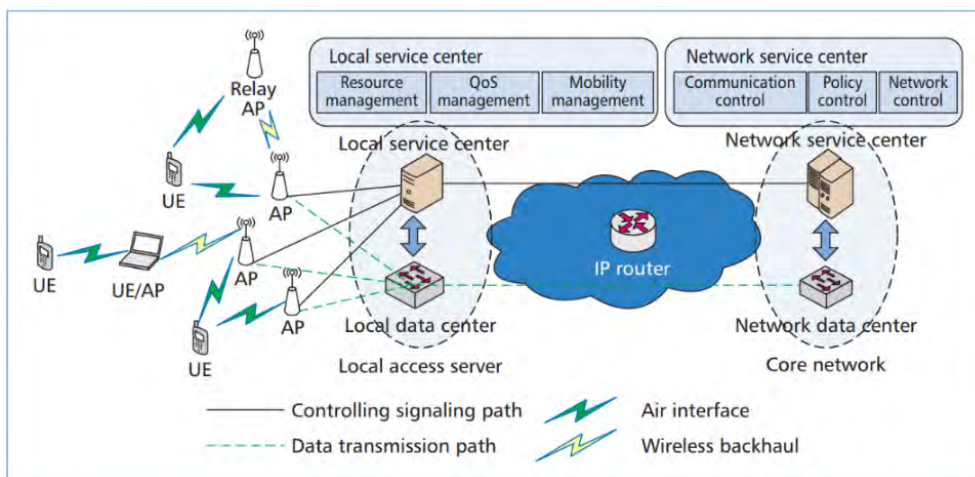 Local service center
Resource
management
QoS
management
Mobility
management
Network service center
Communication
control
Policy
control
Network
control
Relay
AP
Local service center
Network service center
UE
AP
UE
UE/AP
AP
IP router
UE
AP
Local data center
Network data center
Local access server
Core network
Controlling signaling path
Air interface
Data transmission path
Wireless backhaul